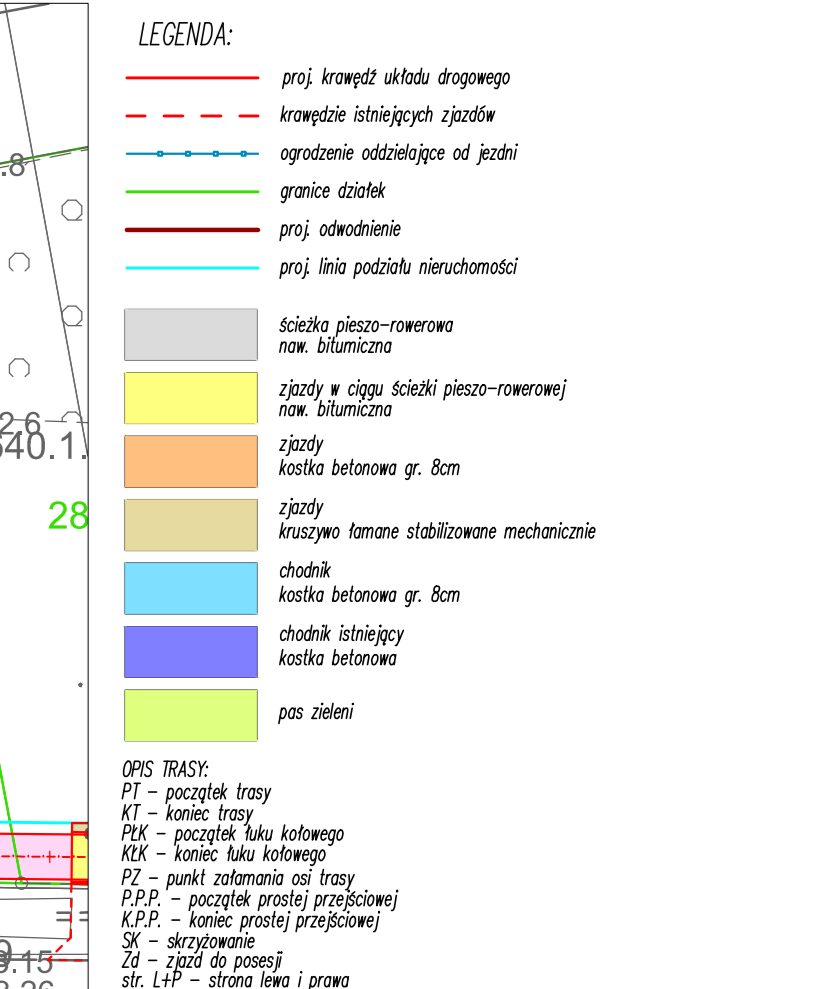 LEGENDA:
proj. krawędź układu drogowego
krawędzie istniejących zjazdów
ogrodzenie oddzielające od jezdni
granice działek
proj. odwodnienie
proj. linia podziału nieruchomości
ścieżka pieszo-rowerowa
naw. bitumiczna
zjazdy w ciągu ścieżki pieszo-rowerowej
naw. bitumiczna
zjazdy
kostka betonowa gr. 8cm
zjazdy
kruszywo łamane stabilizowane mechanicznie
chodnik
kostka betonowa gr. 8cm
chodnik istniejący
kostka betonowa
pas zieleni
OPIS TRASY:
PT – początek trasy
KT – koniec trasy
PŁK – początek łuku kołowego
KŁK – koniec łuku kołowego
PZ – punkt załamania osi trasy
P.P.P. – początek prostej przejściowej
K.P.P. – koniec prostej przejściowej
SK – skrzyżowanie
Zd – zjazd do posesji
str. L+P – strona lewa i prawa
.8
2.6
540.1.
28
3.15